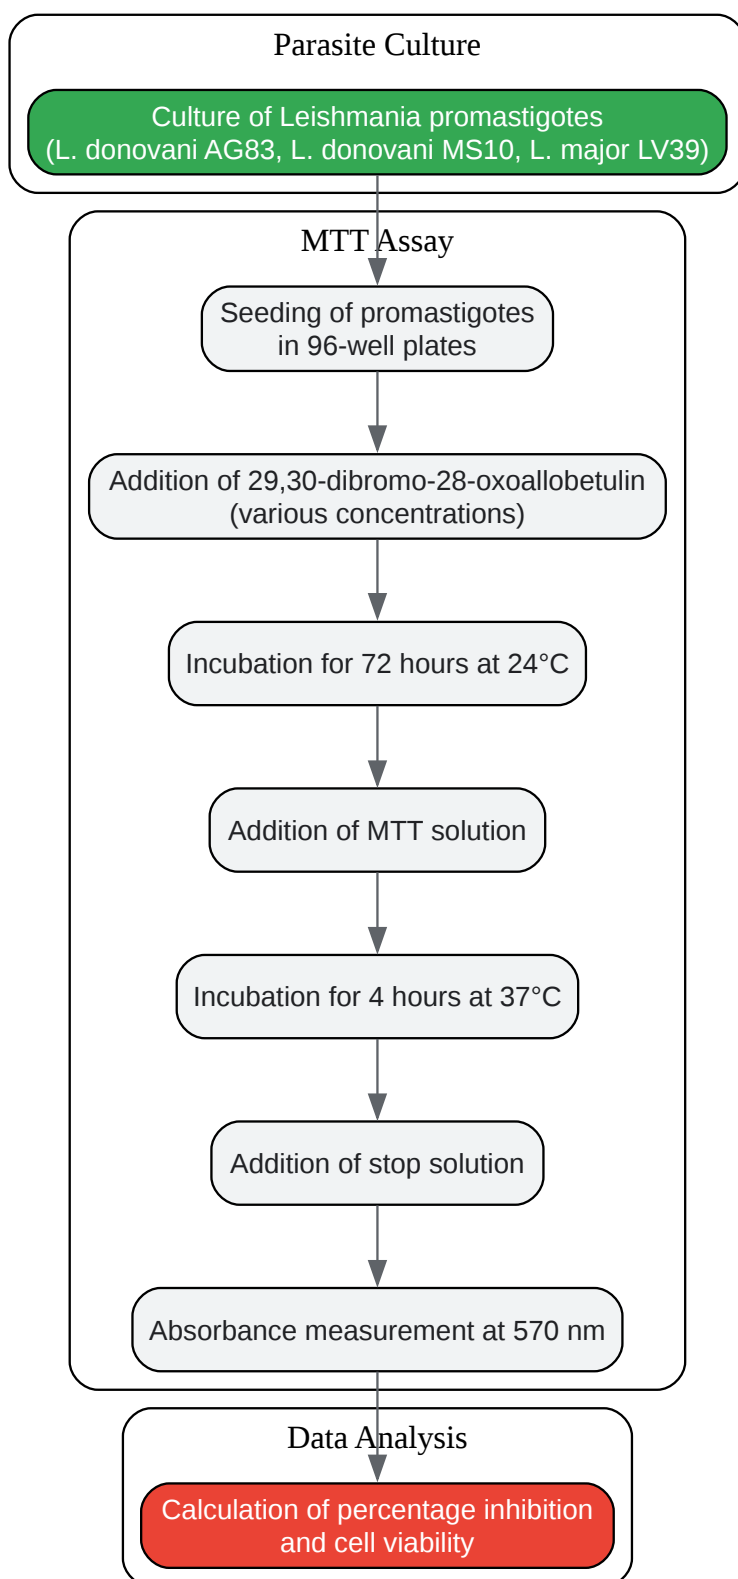 Parasite Culture
Culture of Leishmania promastigotes
(L. donovani AG83, L. donovani MS10, L. major LV39)
MTT Assay
Seeding of promastigotes
in 96-well plates
Addition of 29,30-dibromo-28-oxoallobetulin
(various concentrations)
Incubation for 72 hours at 24°C
Addition of MTT solution
Incubation for 4 hours at 37°C
Addition of stop solution
Absorbance measurement at 570 nm
Data Analysis
Calculation of percentage inhibition
and cell viability